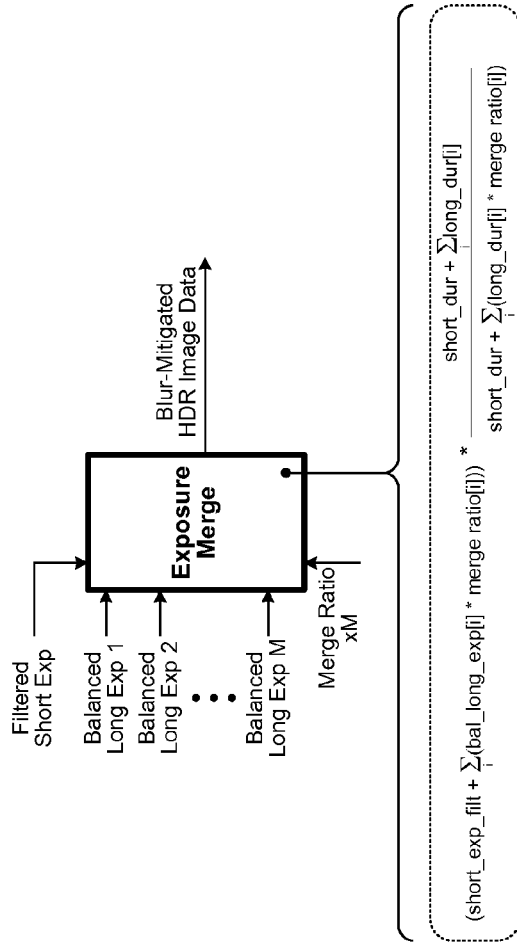 Filtered
Short Exp
Balanced
Long Exp 1
Balanced
Long Exp 2
• • •
Balanced
Long Exp M
Merge Ratio
xM
Exposure
Merge
Blur-Mitigated
HDR Image Data
(short_exp_filt + ∑(bal_long_exp[i] * merge ratio[i])) *
i
short_dur + ∑long_dur[i]
i
short_dur + ∑(long_dur[i] * merge ratio[i])
i